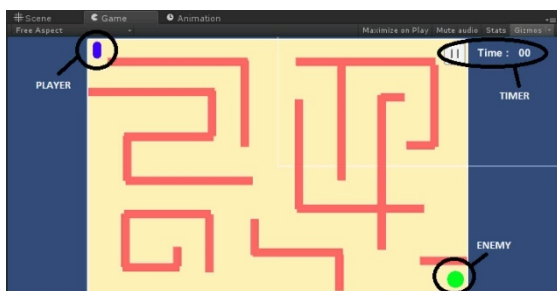 Scene Game Animation
Free Aspect Maximize on Play Mute audio Stats Gizmos
Time : 00
PLAYER
TIMER
ENEMY